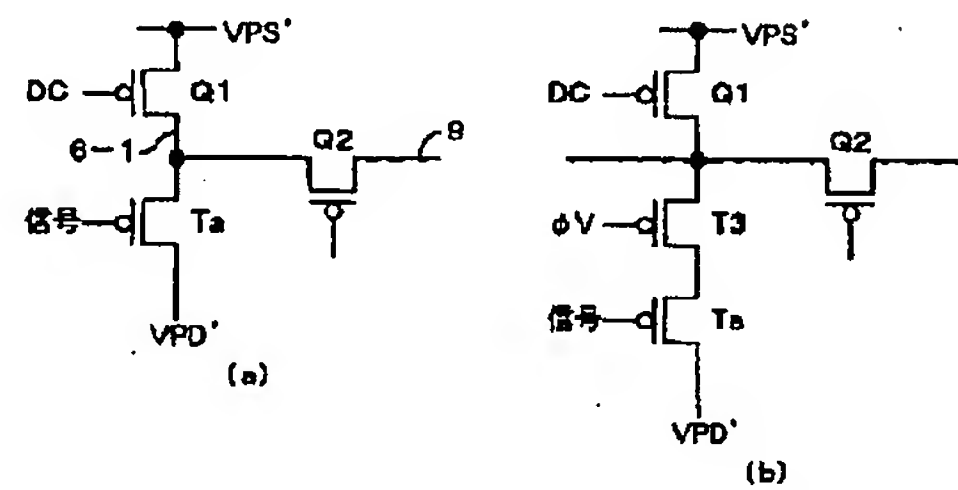 VPS'
DC
Q1
6-1
Q2
9
信号
Ta
VPD'
(a)
VPS'
DC
Q1
Q2
φV
T3
信号
Ta
VPD'
(b)